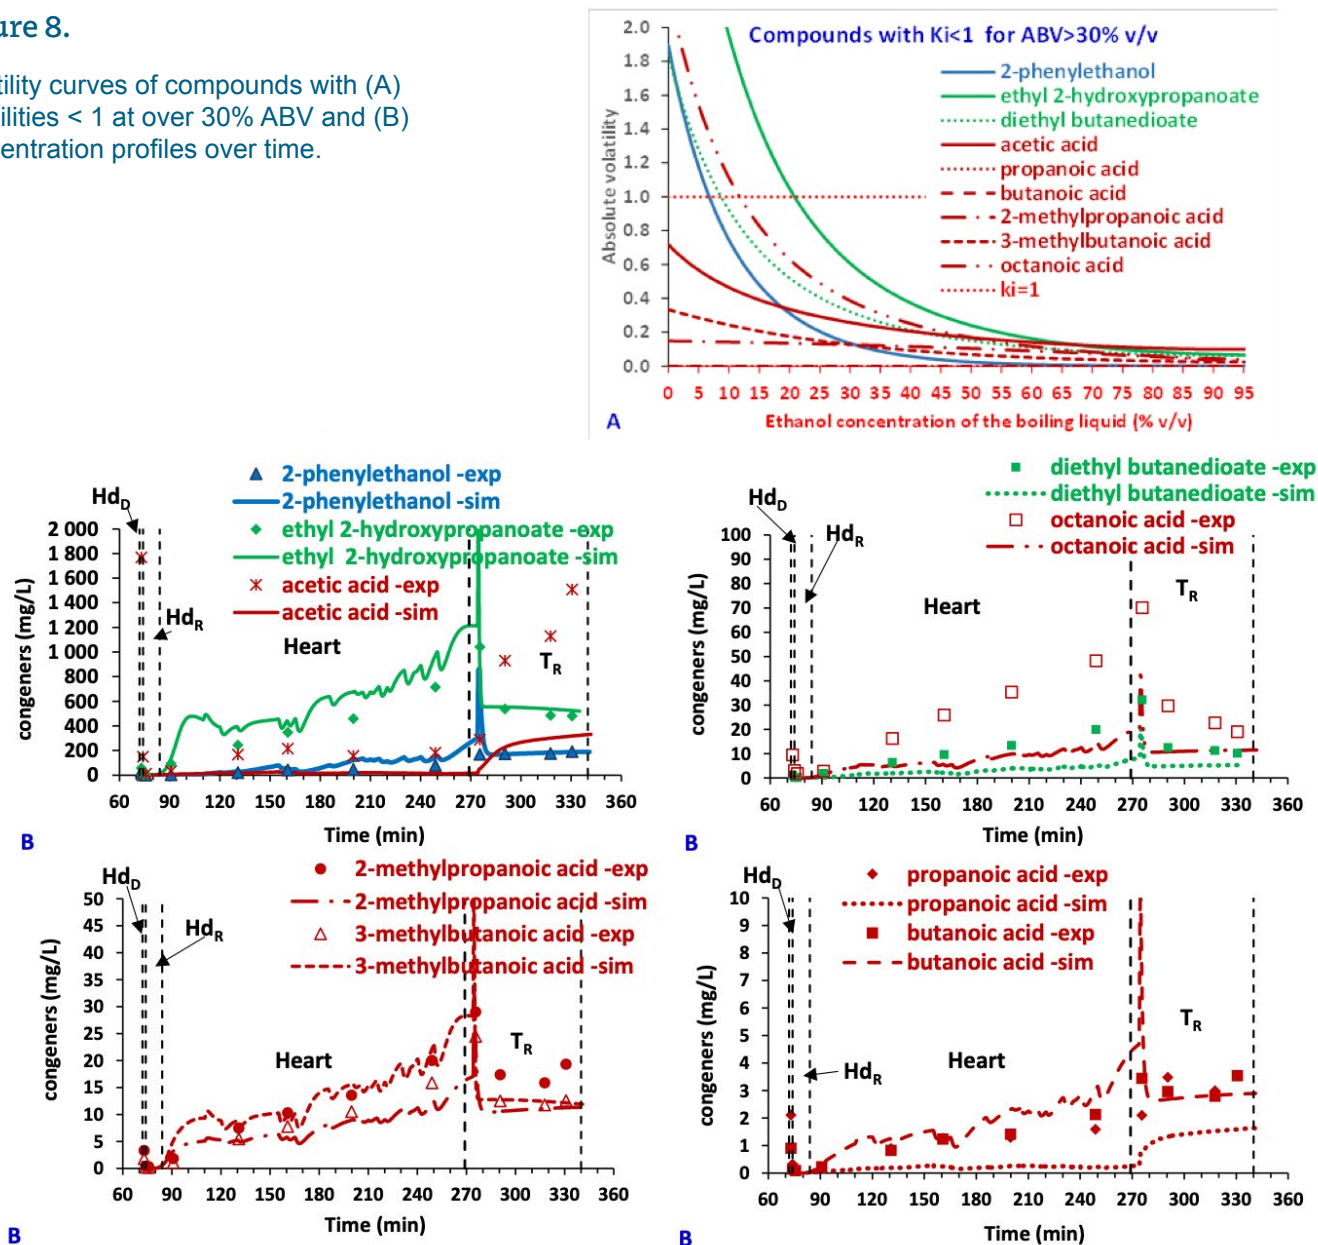 ure 8.
tility curves of compounds with (A)
ilities < 1 at over 30% ABV and (B)
entration profiles over time.
Compounds with Ki<1 for ABV>30% v/v
2-phenylethanol
ethyl 2-hydroxypropanoate
diethyl butanedioate
acetic acid
propanoic acid
butanoic acid
2-methylpropanoic acid
3-methylbutanoic acid
octanoic acid
ki=1
Absolute volatility
2.0
1.8
1.6
1.4
1.2
1.0
0.8
0.6
0.4
0.2
0.0
0 5 10 15 20 25 30 35 40 45 50 55 60 65 70 75 80 85 90 95
Ethanol concentration of the boiling liquid (% v/v)
A
2-phenylethanol -exp
2-phenylethanol -sim
ethyl 2-hydroxypropanoate -exp
ethyl 2-hydroxypropanoate -sim
acetic acid -exp
acetic acid -sim
HdD
HdR
Heart
TR
congeners (mg/L)
2 000
1 800
1 600
1 400
1 200
1 000
800
600
400
200
0
60 90 120 150 180 210 240 270 300 330 360
Time (min)
B
diethyl butanedioate -exp
diethyl butanedioate -sim
octanoic acid -exp
octanoic acid -sim
HdD
HdR
Heart
TR
congeners (mg/L)
100
90
80
70
60
50
40
30
20
10
0
60 90 120 150 180 210 240 270 300 330 360
Time (min)
B
2-methylpropanoic acid -exp
2-methylpropanoic acid -sim
3-methylbutanoic acid -exp
3-methylbutanoic acid -sim
HdD
HdR
Heart
TR
congeners (mg/L)
50
45
40
35
30
25
20
15
10
5
0
60 90 120 150 180 210 240 270 300 330 360
Time (min)
B
propanoic acid -exp
propanoic acid -sim
butanoic acid -exp
butanoic acid -sim
HdD
HdR
Heart
TR
congeners (mg/L)
10
9
8
7
6
5
4
3
2
1
0
60 90 120 150 180 210 240 270 300 330 360
Time (min)
B